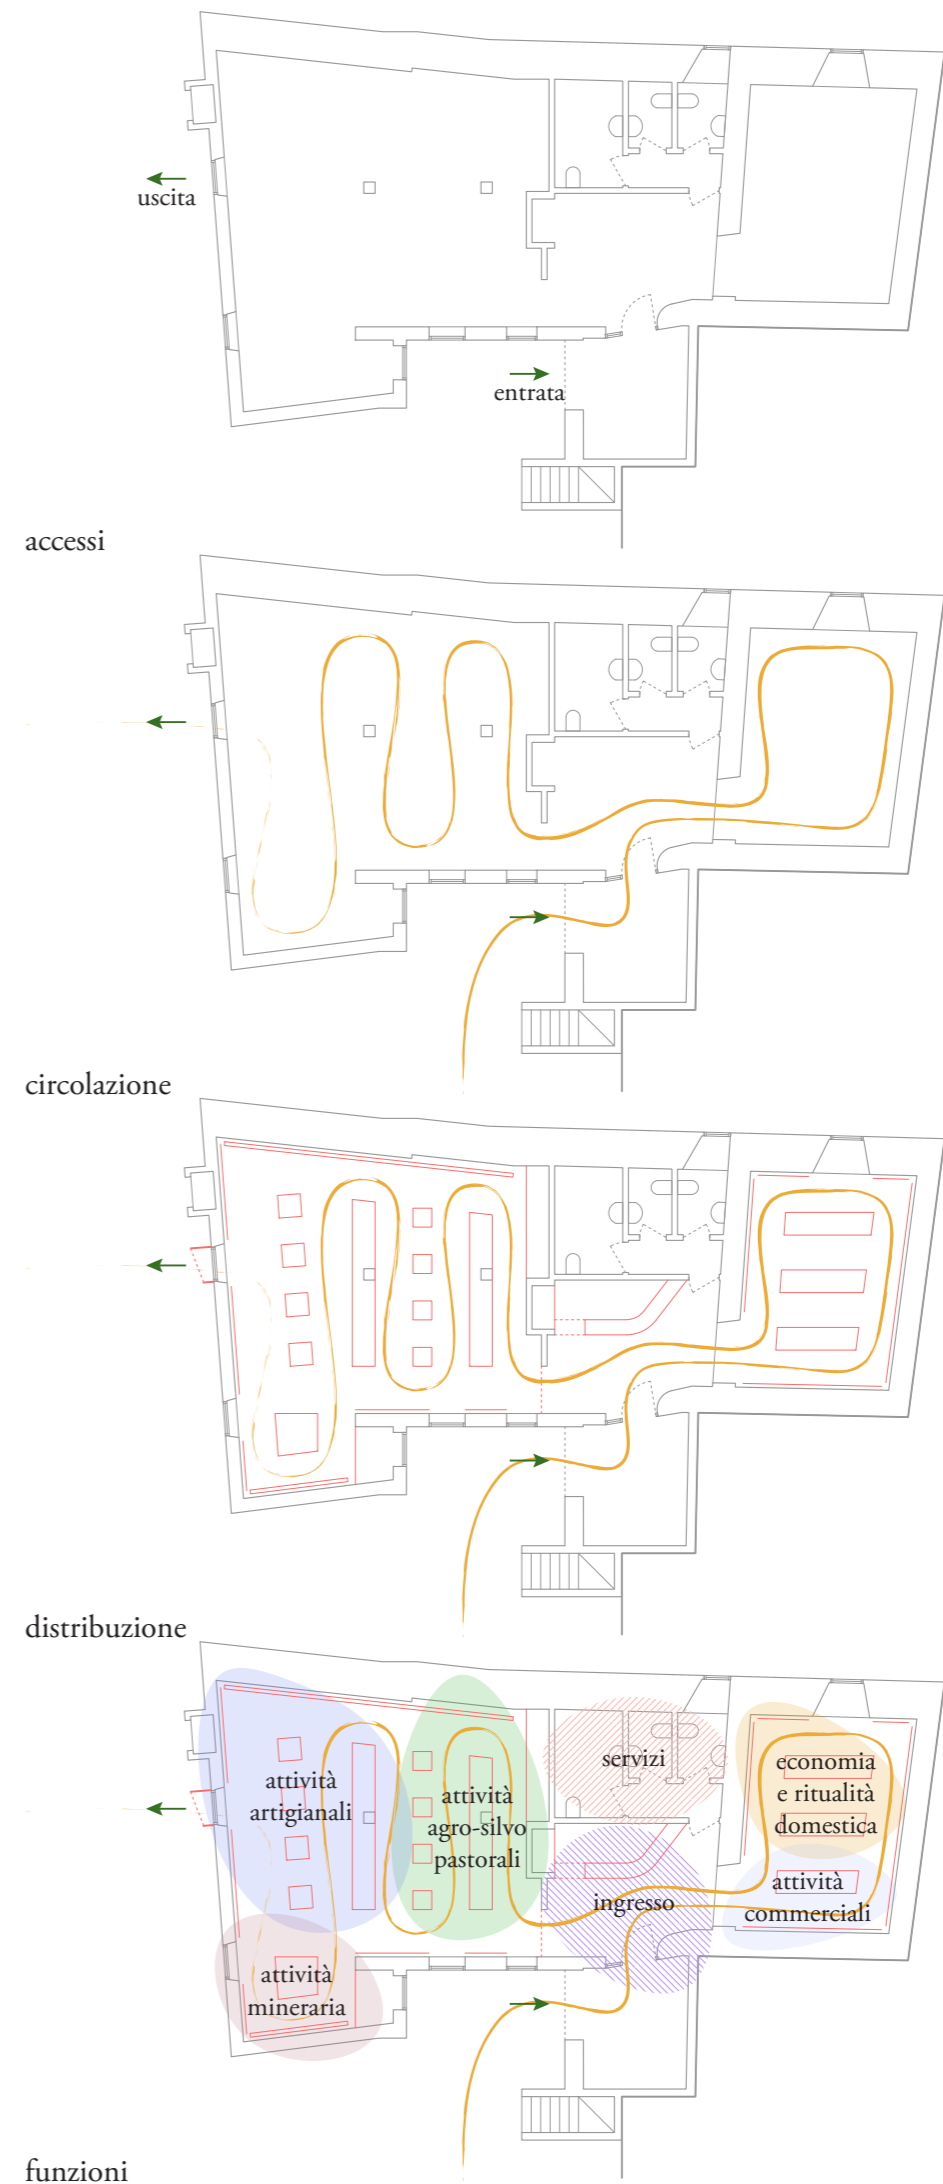 uscita
entrata
accessi
circolazione
distribuzione
servizi
economia
e ritualità
domestica
attività
artigianali
attività
agro-silvo
pastorali
attività
commerciali
ingresso
attività
mineraria
funzioni